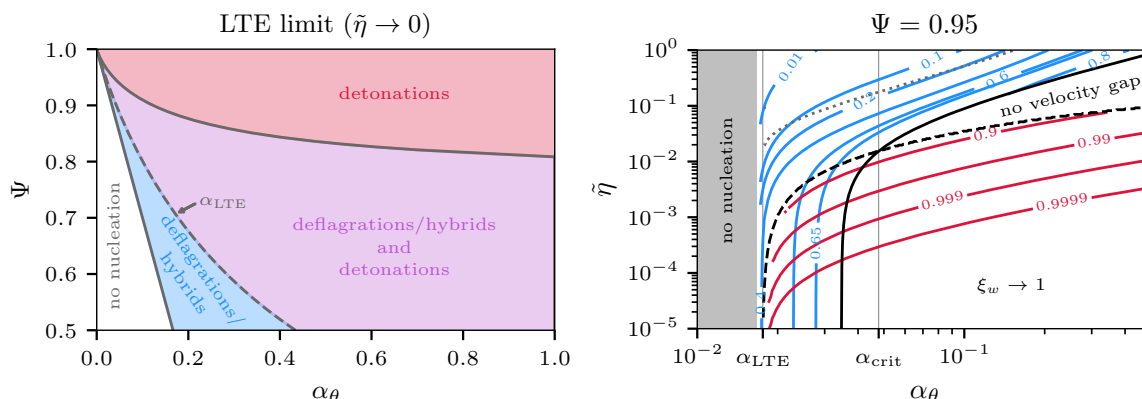 LTE limit (η̃ → 0)
Ψ
1.0
0.9
0.8
0.7
0.6
0.5
detonations
no nucleation
α_LTE
deflagrations/
hybrids
deflagrations/hybrids
and
detonations
0.0 0.2 0.4 0.6 0.8 1.0
α_θ
Ψ = 0.95
η̃
10⁰
10⁻¹
10⁻²
10⁻³
10⁻⁴
10⁻⁵
no nucleation
0.01
0.1
0.2
0.6
0.8
no velocity gap
0.9
0.99
0.999
0.9999
0.65
ξ_w → 1
10⁻² α_LTE α_crit 10⁻¹
α_θ